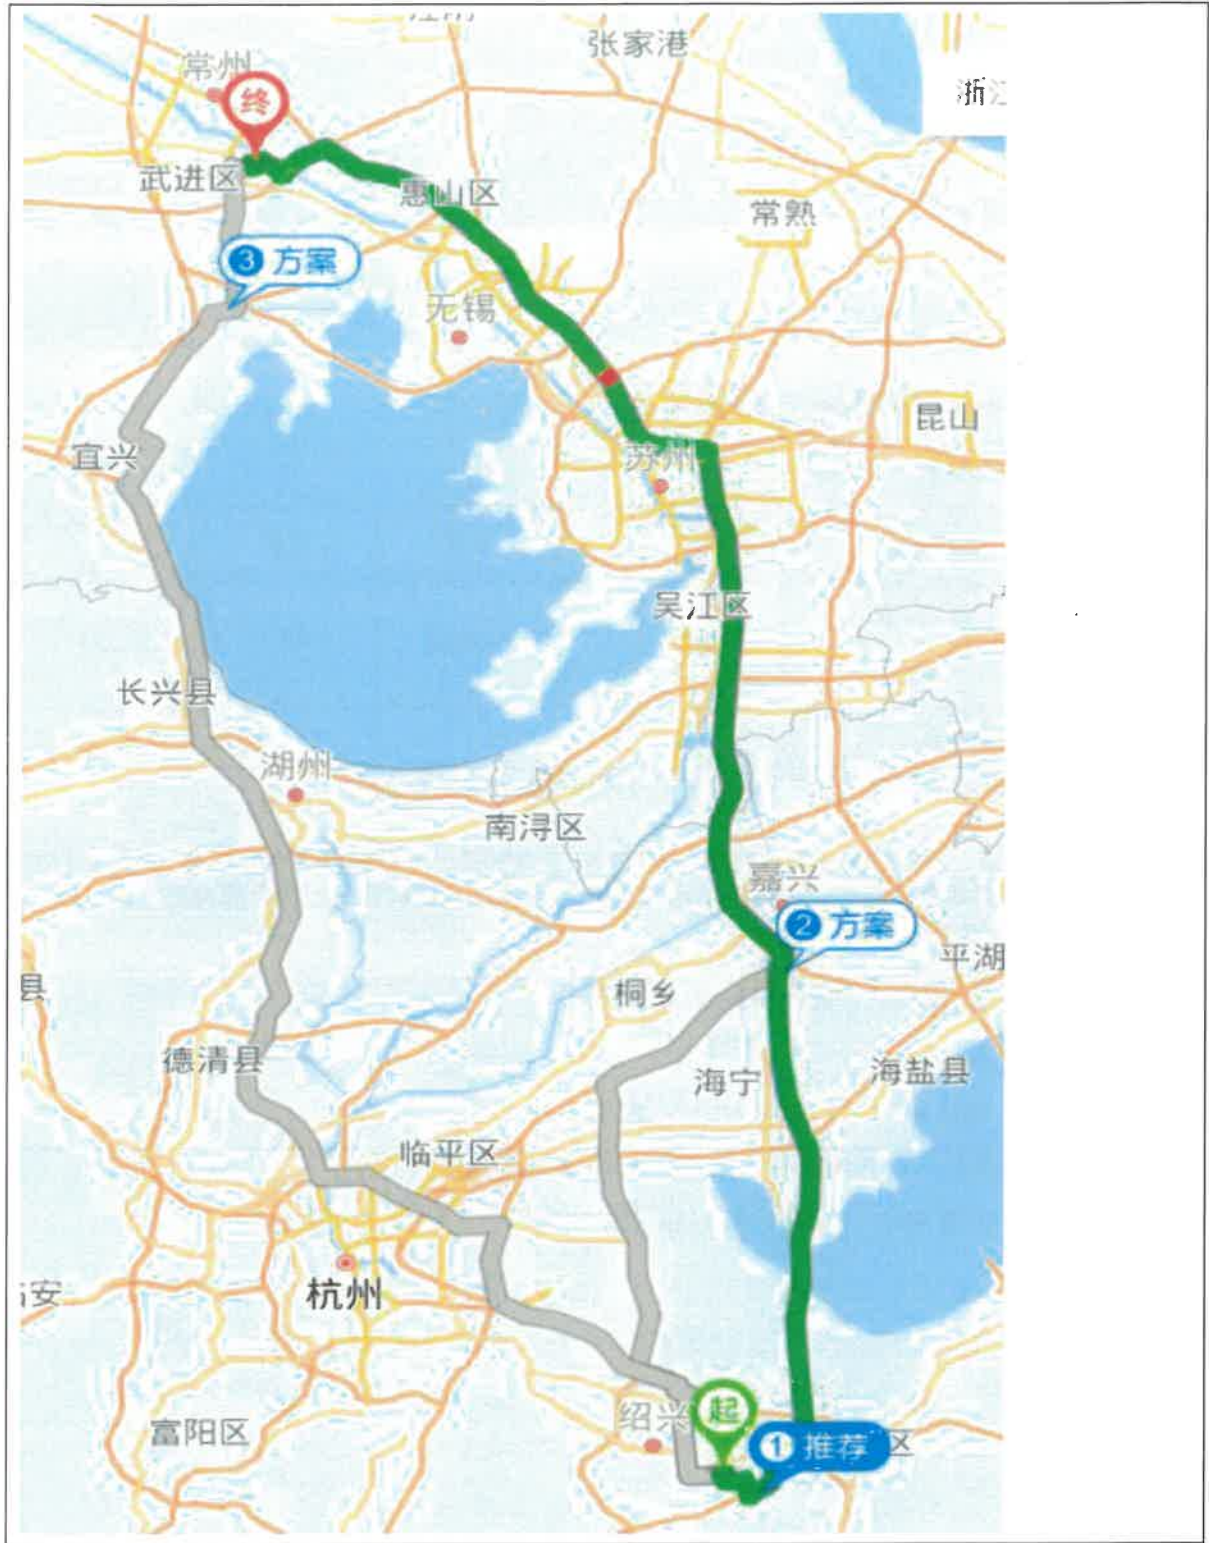 张家港
常州
浙江
终
武进区
惠山区
常熟
3 方案
无锡
昆山
宜兴
苏州
吴江区
长兴县
湖州
南浔区
嘉兴
2 方案
平湖
县
桐乡
德清县
海宁
海盐县
临平区
安
杭州
富阳区
绍兴
起
1 推荐
区